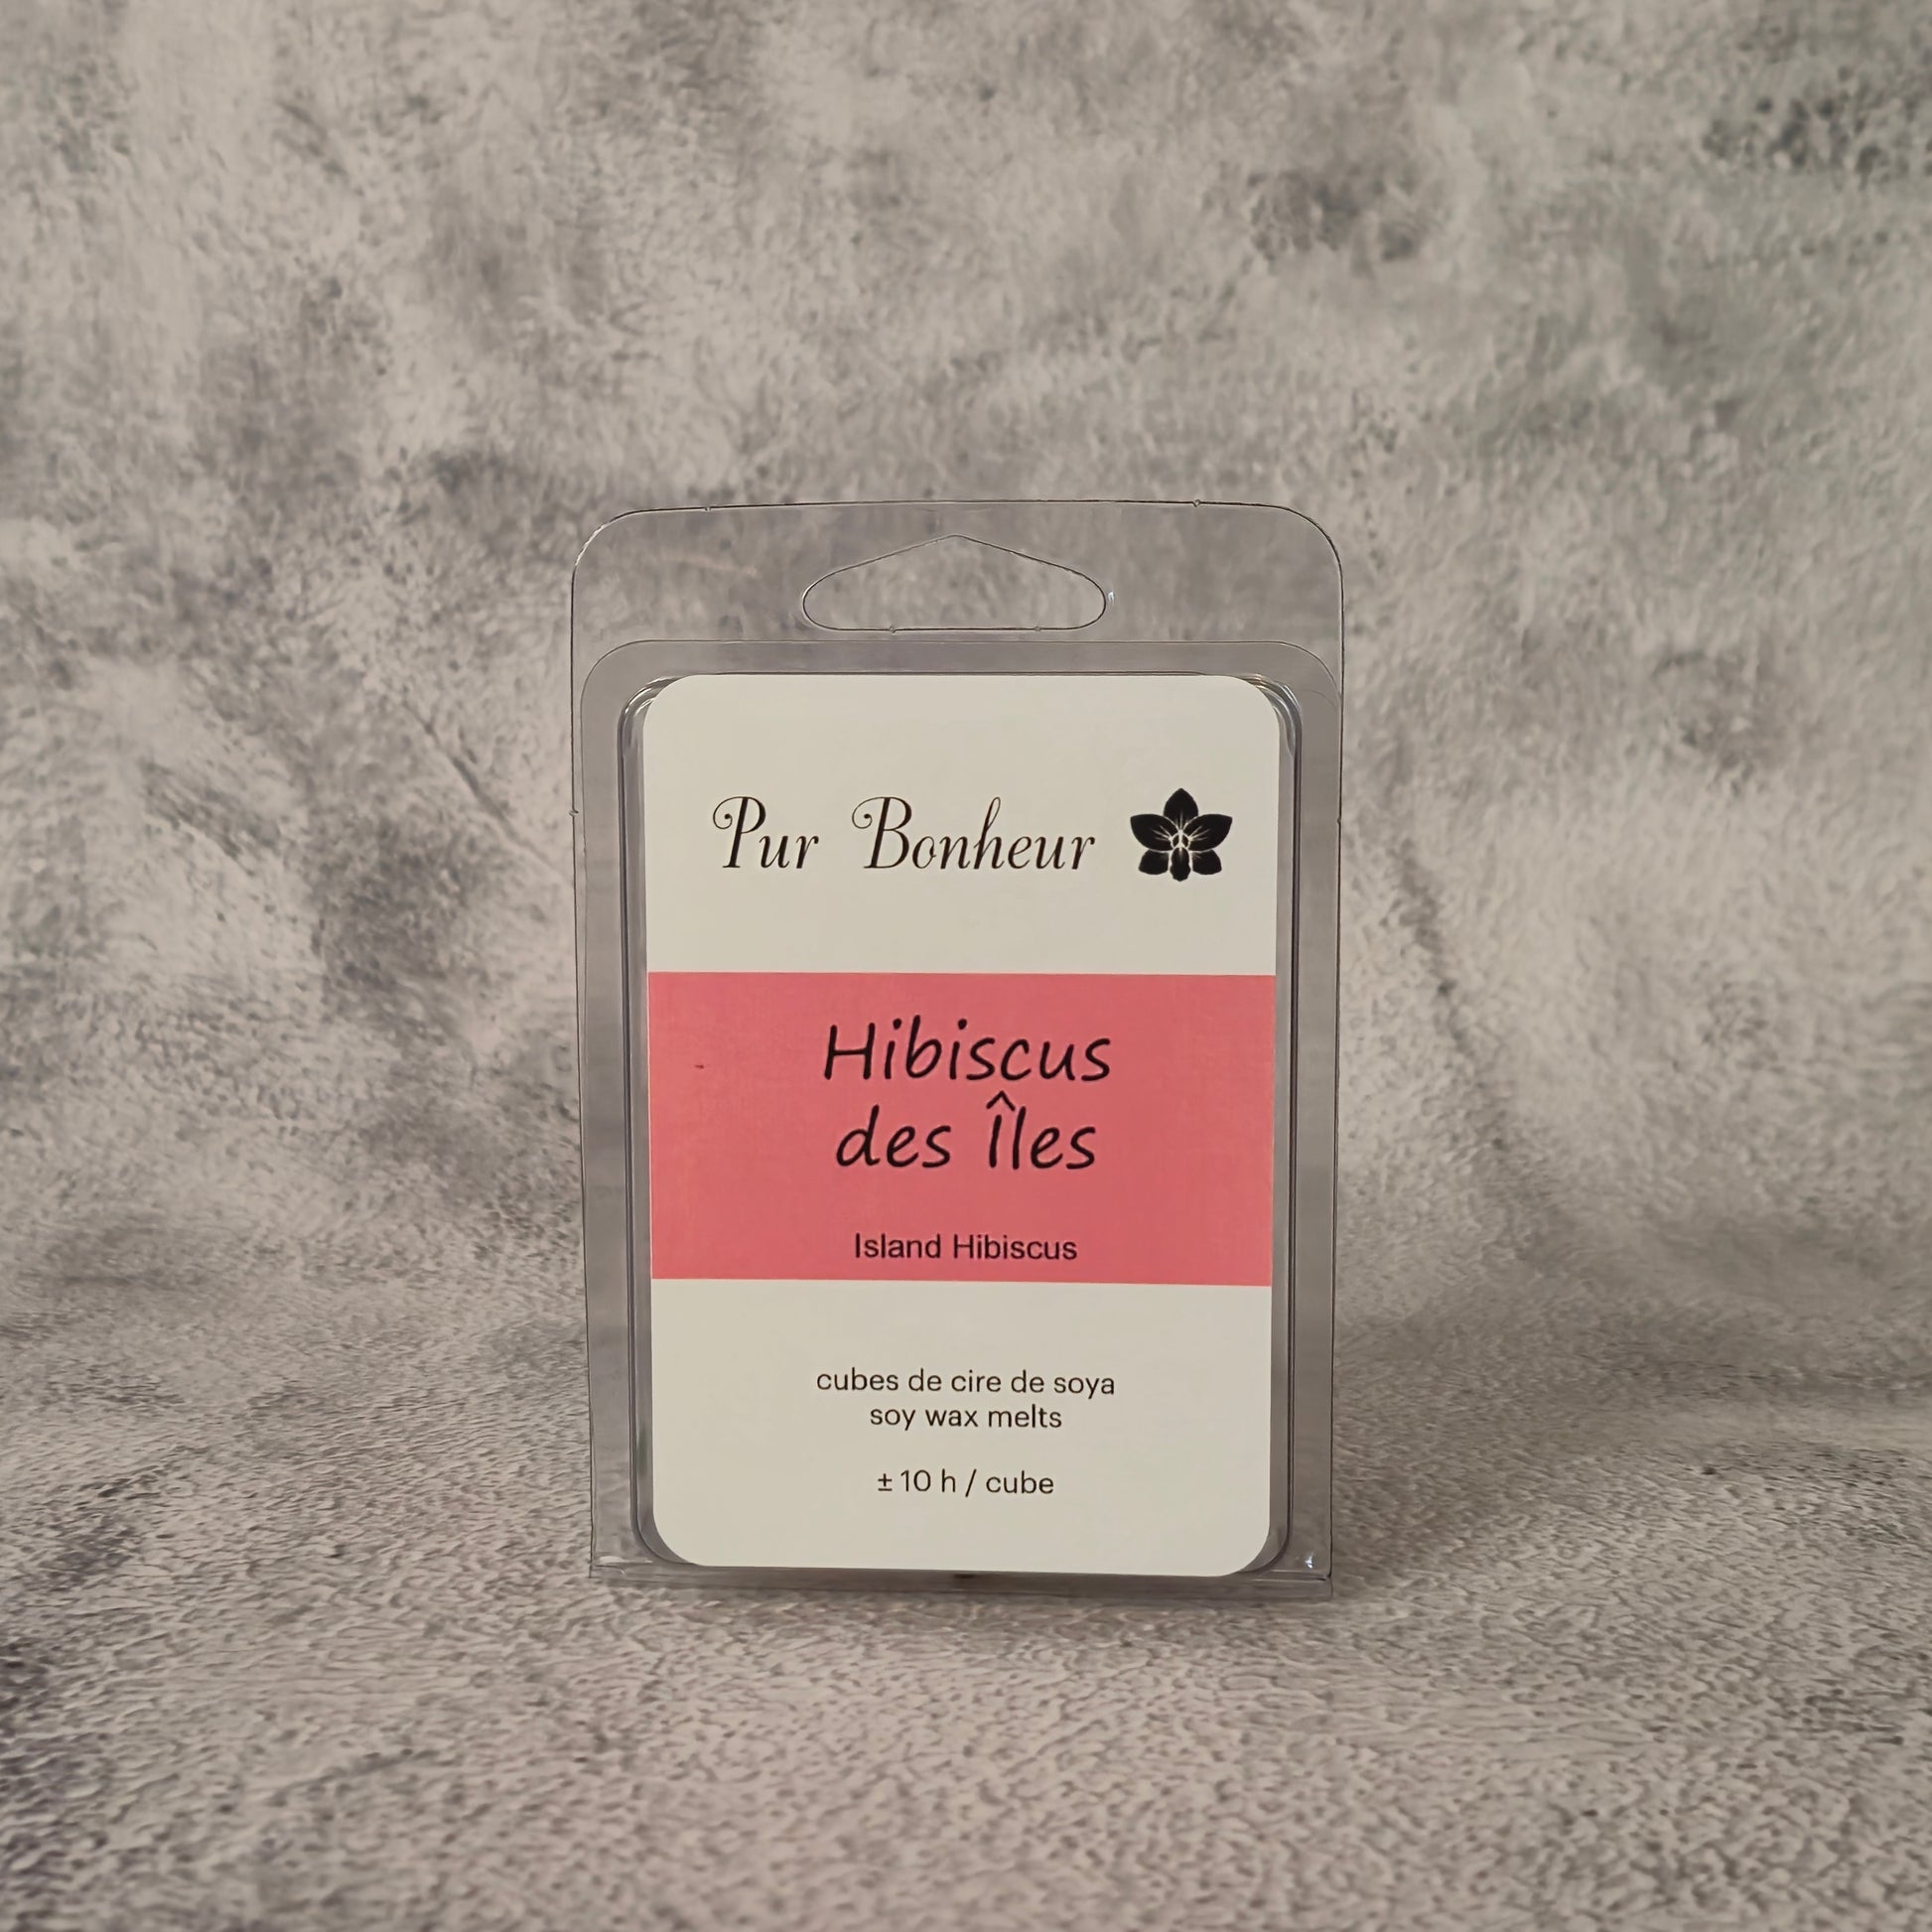 Pur Bonheur
Hibiscus
des Îles
Island Hibiscus
cubes de cire de soya
soy wax melts
± 10 h / cube